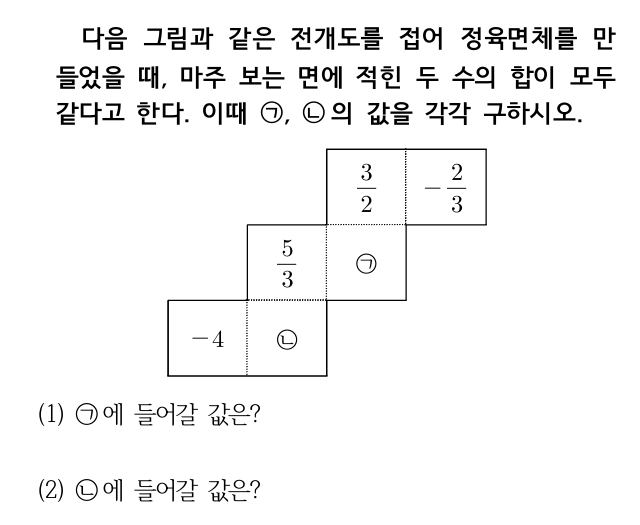 다음 그림과 같은 전개도를 접어 정육면체를 만
들었을 때, 마주 보는 면에 적힌 두 수의 합이 모두
같다고 한다. 이때 ㉠, ㉡의 값을 각각 구하시오.
3/2 -2/3
5/3 ㉠
-4 ㉡
(1) ㉠에 들어갈 값은?
(2) ㉡에 들어갈 값은?